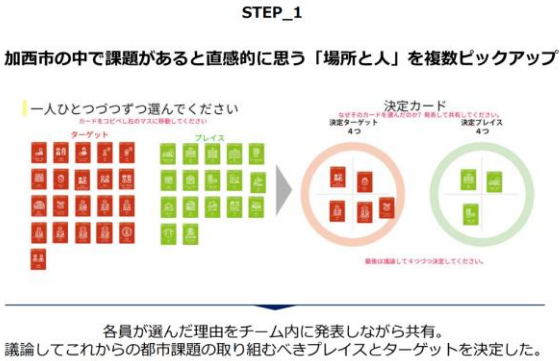 STEP_1
加西市の中で課題があると直感的に思う「場所と人」を複数ピックアップ
一人ひとつづつずつ選んでください
カードをコピペし右のマスに移動してください
ターゲット
プレイス
決定カード
なぜそのカードを選んだのか？発表して共有してください。
決定ターゲット
4つ
決定プレイス
4つ
最後は議論して４つづつ決定してください。
各員が選んだ理由をチーム内に発表しながら共有。
議論してこれからの都市課題の取り組むべきプレイスとターゲットを決定した。